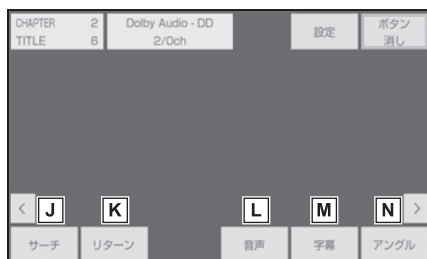 CHAPTER 2
TITLE 6
Dolby Audio - DD
2/0ch
設定
ボタン
消し
< J
K
L
M
N >
サーチ
リターン
音声
字幕
アングル